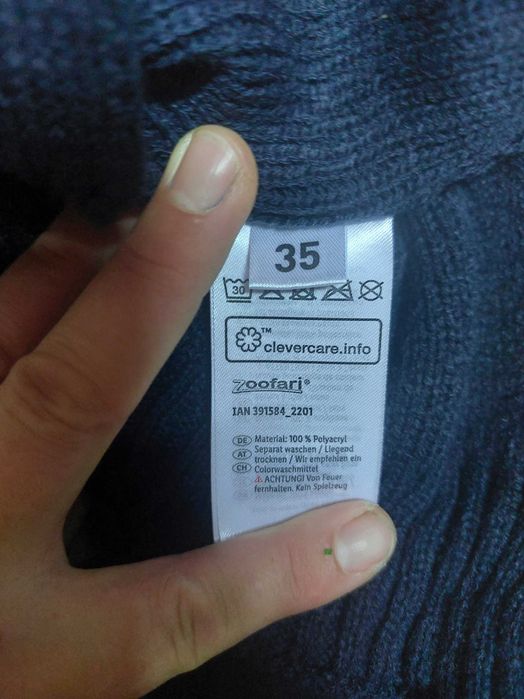 35
30
™
clevercare.info
zoofari®
IAN 391584_2201
DE Material: 100 % Polyacryl
AT Separat waschen / Liegend
trocknen / Wir empfehlen ein
CH Colorwaschmittel
⚠ ACHTUNG! Von Feuer
fernhalten. Kein Spielzeug